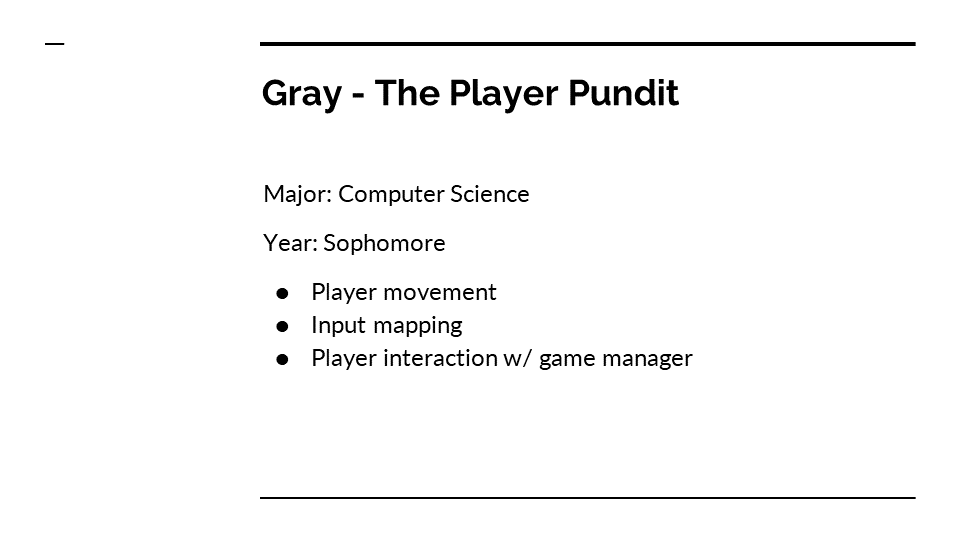 Gray - The Player Pundit
Major: Computer Science
Year: Sophomore
● Player movement
● Input mapping
● Player interaction w/ game manager